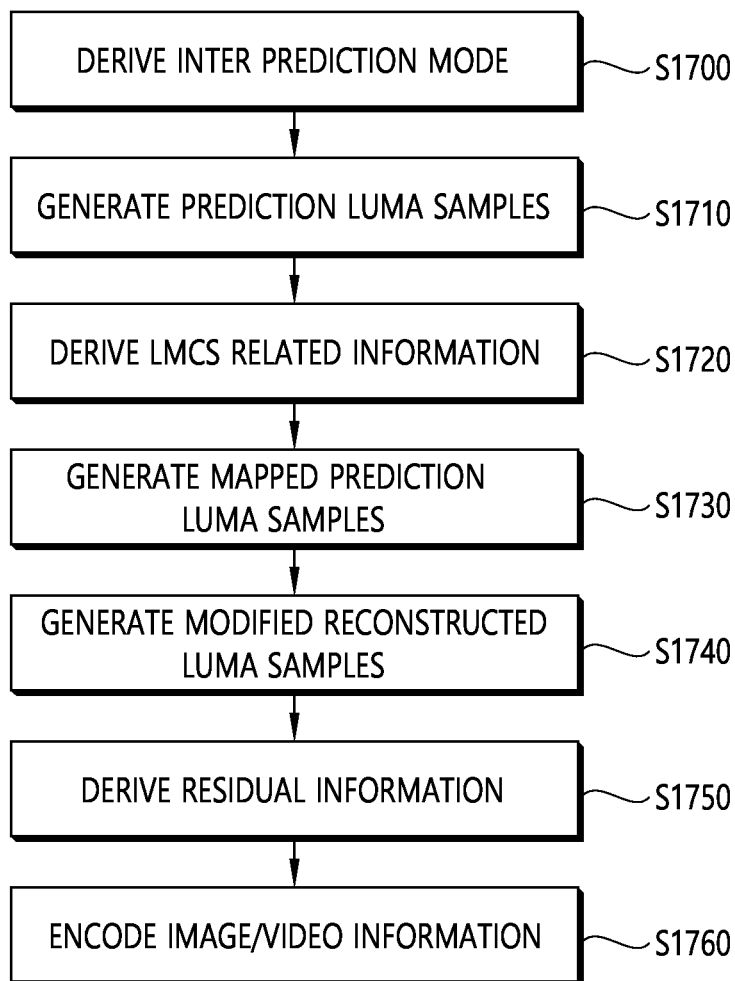 DERIVE INTER PREDICTION MODE
S1700
GENERATE PREDICTION LUMA SAMPLES
S1710
DERIVE LMCS RELATED INFORMATION
S1720
GENERATE MAPPED PREDICTION
LUMA SAMPLES
S1730
GENERATE MODIFIED RECONSTRUCTED
LUMA SAMPLES
S1740
DERIVE RESIDUAL INFORMATION
S1750
ENCODE IMAGE/VIDEO INFORMATION
S1760